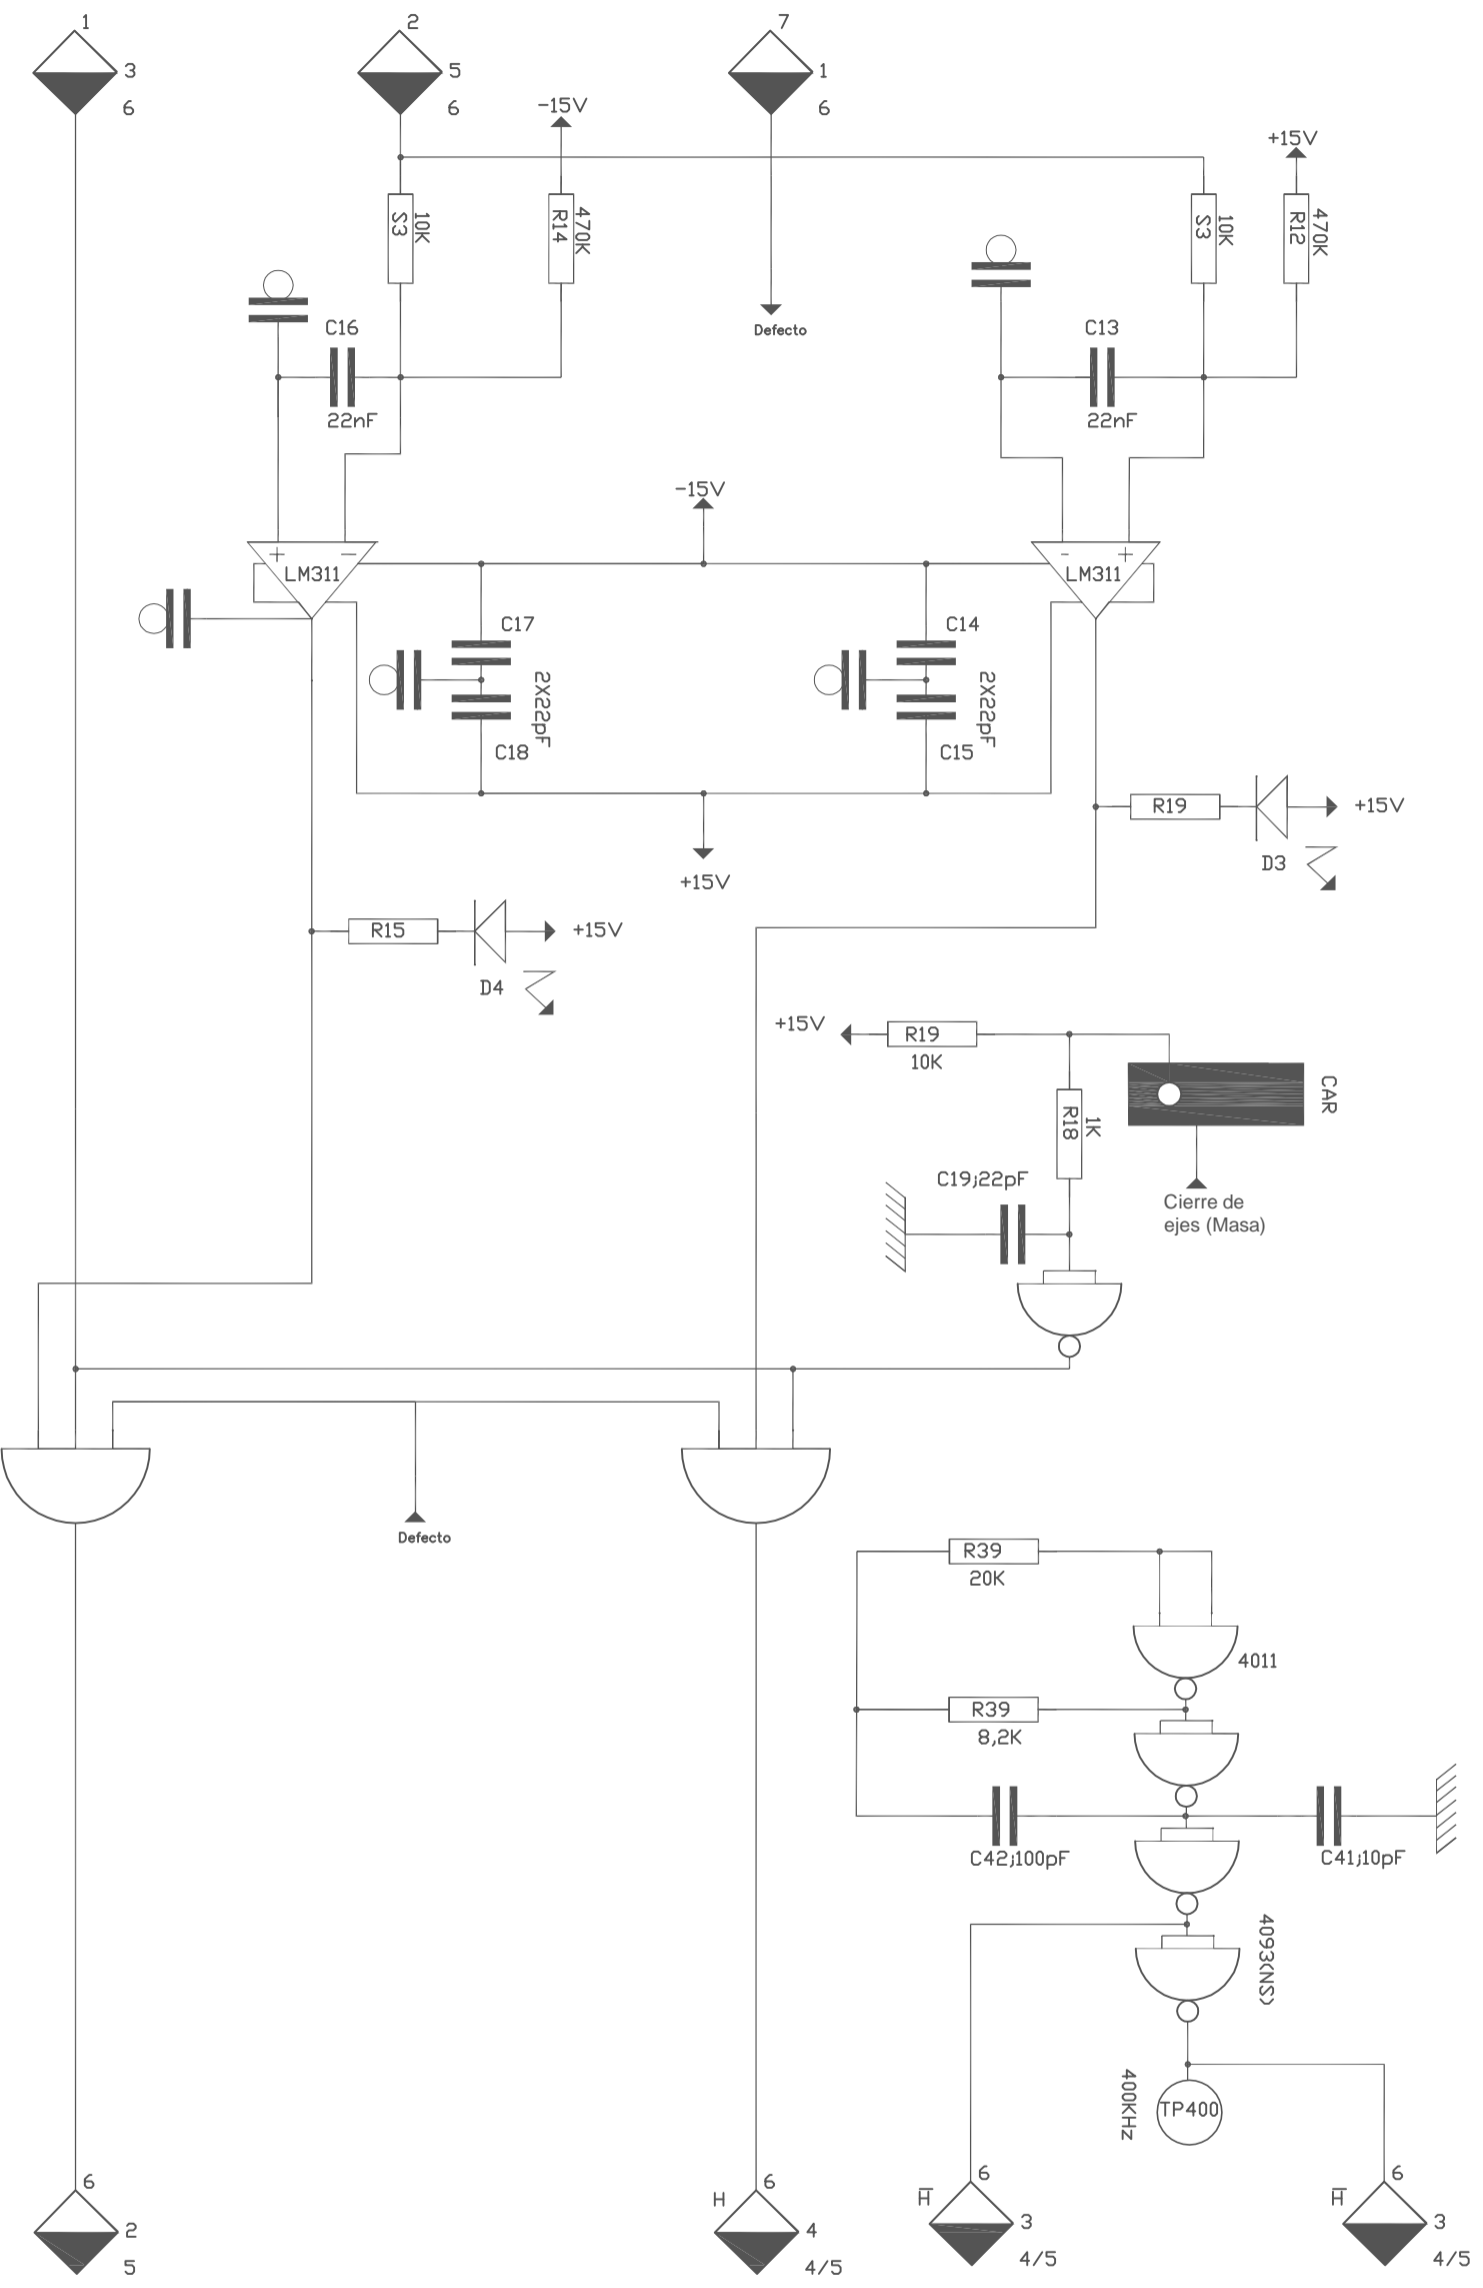 1
2
7
3
5
1
6
6
6
-15V
+15V
S3
10K
R14
470K
S3
10K
R12
470K
Defecto
C16
22nF
C13
22nF
-15V
+ −
LM311
- +
LM311
C17
2X22pF
C18
C14
2X22pF
C15
+15V
R19
+15V
D3
R15
+15V
D4
+15V
R19
10K
CAR
R18
1K
C19;22pF
Cierre de
ejes (Masa)
Defecto
R39
20K
4011
R39
8,2K
C42;100pF
C41;10pF
4093(NS)
400KHz
TP400
6
2
5
H
6
4
4/5
H̅
6
3
4/5
H̅
6
3
4/5